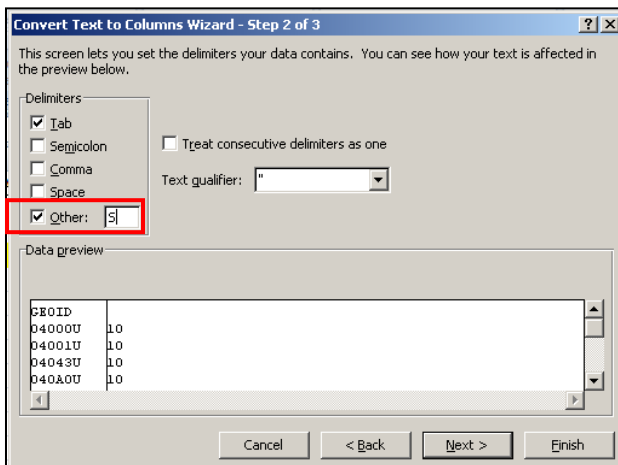 Convert Text to Columns Wizard - Step 2 of 3
This screen lets you set the delimiters your data contains. You can see how your text is affected in
the preview below.
Delimiters
Tab
Semicolon
Comma
Space
Other: S
Treat consecutive delimiters as one
Text qualifier: "
Data preview
GEOID
04000U 10
04001U 10
04043U 10
040A0U 10
Cancel < Back Next > Finish